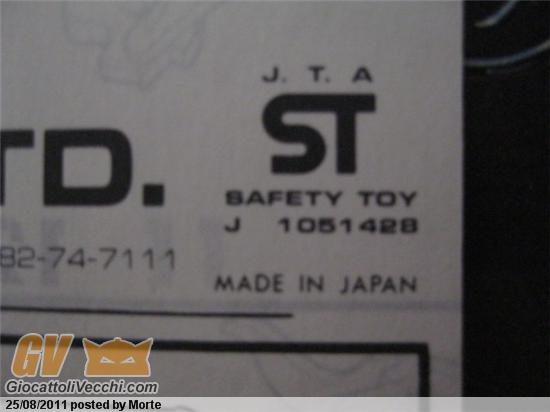 J. T. A
ST
TD.
SAFETY TOY
J 1051428
82-74-7111
MADE IN JAPAN
GV
GiocattoliVecchi.com
25/08/2011 posted by Morte